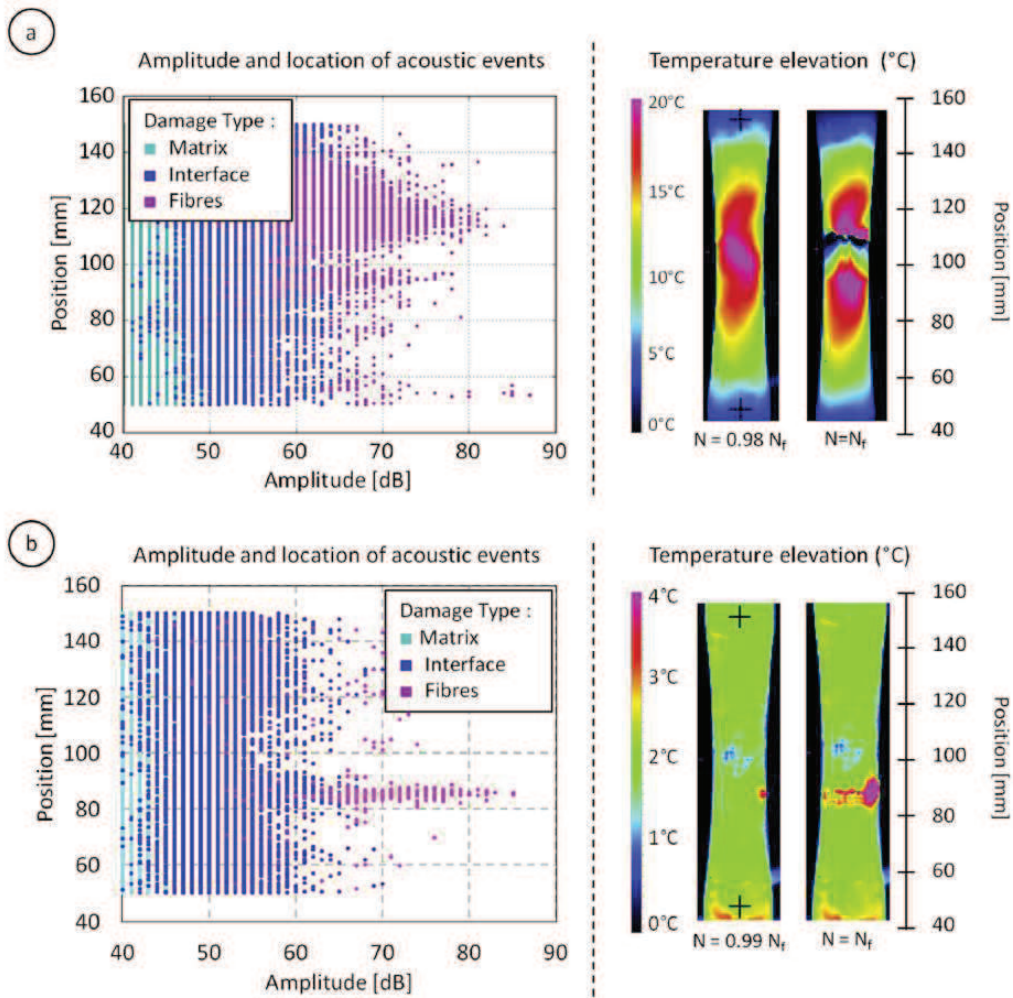 a
Amplitude and location of acoustic events
Temperature elevation (°C)
160
140
120
100
80
60
40
Position [mm]
Damage Type :
Matrix
Interface
Fibres
40 50 60 70 80 90
Amplitude [dB]
20°C
15°C
10°C
5°C
0°C
N = 0.98 Nf
N=Nf
160
140
120
100
80
60
40
Position [mm]
b
Amplitude and location of acoustic events
Temperature elevation (°C)
160
140
120
100
80
60
40
Position [mm]
Damage Type :
Matrix
Interface
Fibres
40 50 60 70 80 90
Amplitude [dB]
4°C
3°C
2°C
1°C
0°C
N = 0.99 Nf
N = Nf
160
140
120
100
80
60
40
Position [mm]